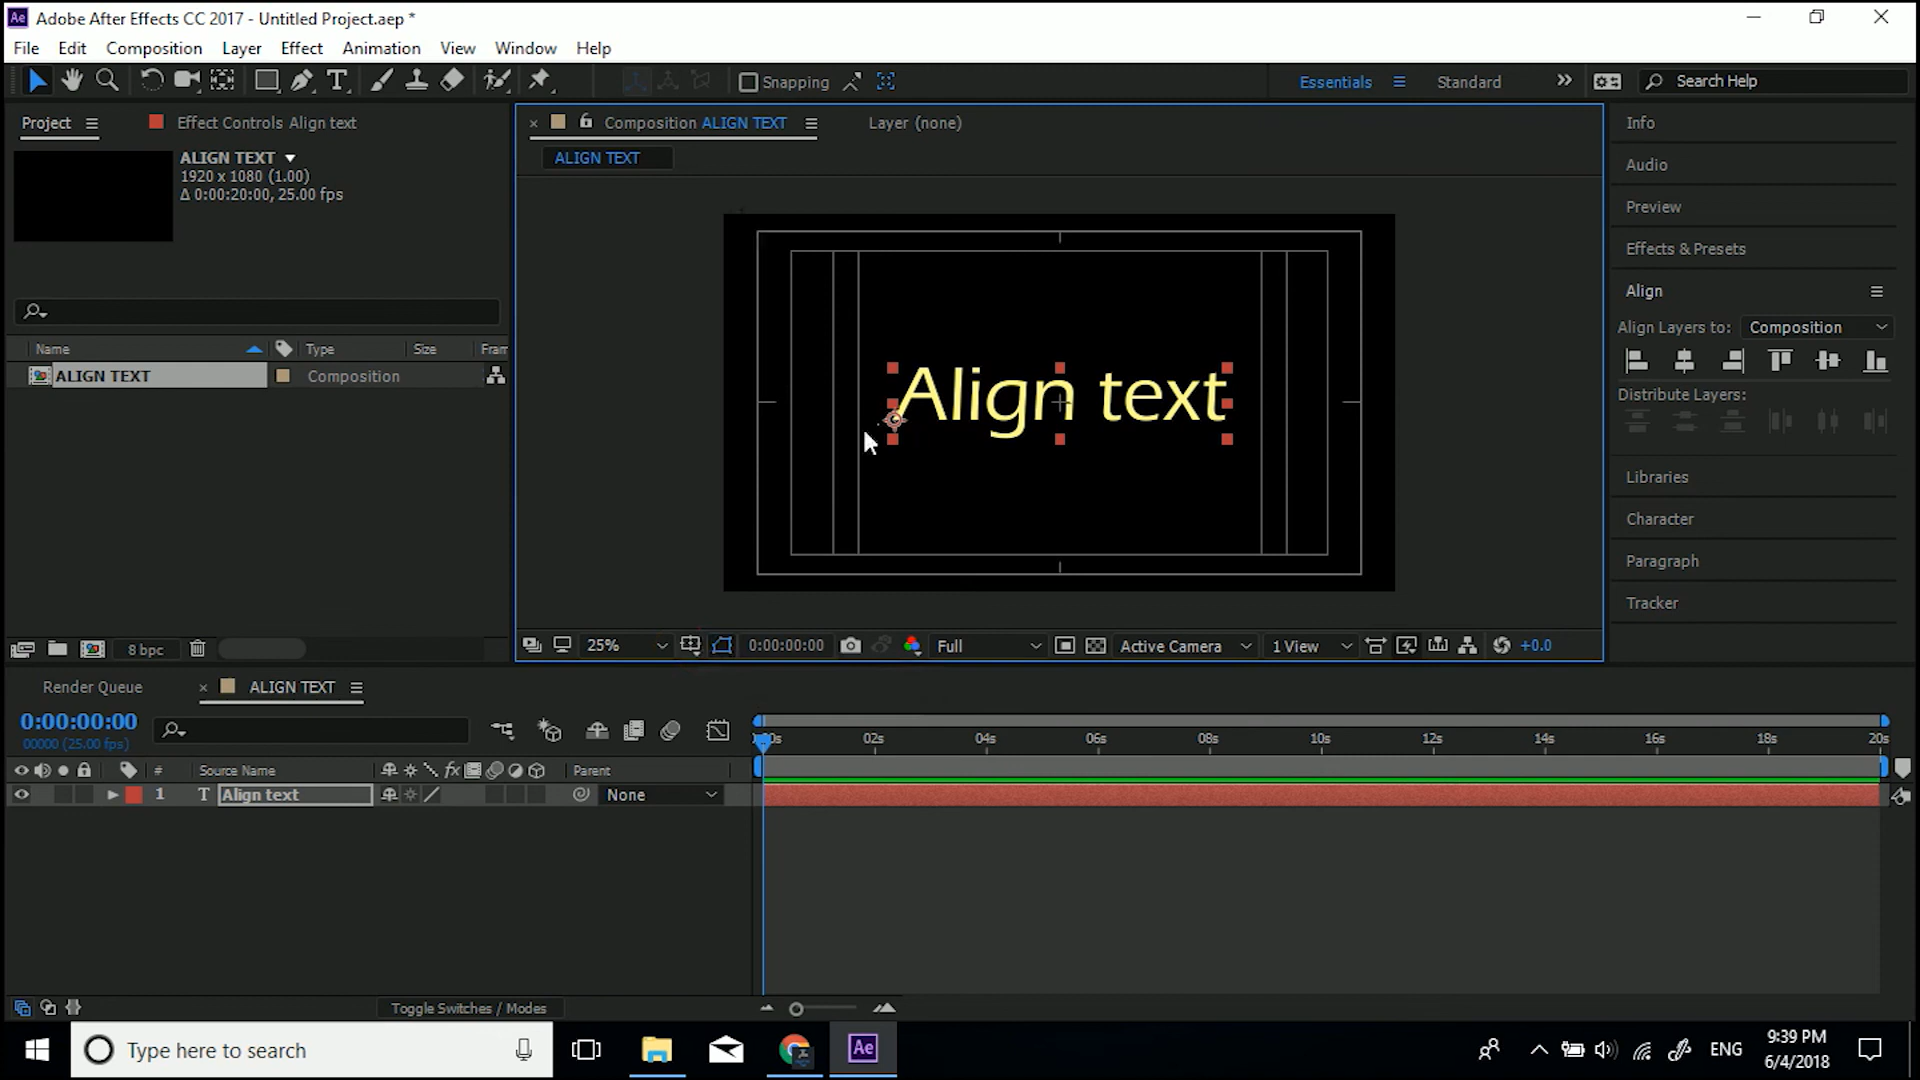 Ae Adobe After Effects CC 2017 - Untitled Project.aep *
File Edit Composition Layer Effect Animation View Window Help
T Snapping Essentials Standard Search Help
Project Effect Controls Align text
ALIGN TEXT
1920 x 1080 (1.00)
Δ 0:00:20:00, 25.00 fps
Name Type Size Fram
ALIGN TEXT Composition
8 bpc
Composition ALIGN TEXT Layer (none)
ALIGN TEXT
Align text
25% 0:00:00:00 Full Active Camera 1 View +0.0
Info
Audio
Preview
Effects & Presets
Align
Align Layers to: Composition
Distribute Layers:
Libraries
Character
Paragraph
Tracker
Render Queue ALIGN TEXT
0:00:00:00
00000 (25.00 fps)
02s 04s 06s 08s 10s 12s 14s 16s 18s 20s
# Source Name fx Parent
1 T Align text None
Toggle Switches / Modes
Type here to search
Ae
ENG
9:39 PM
6/4/2018